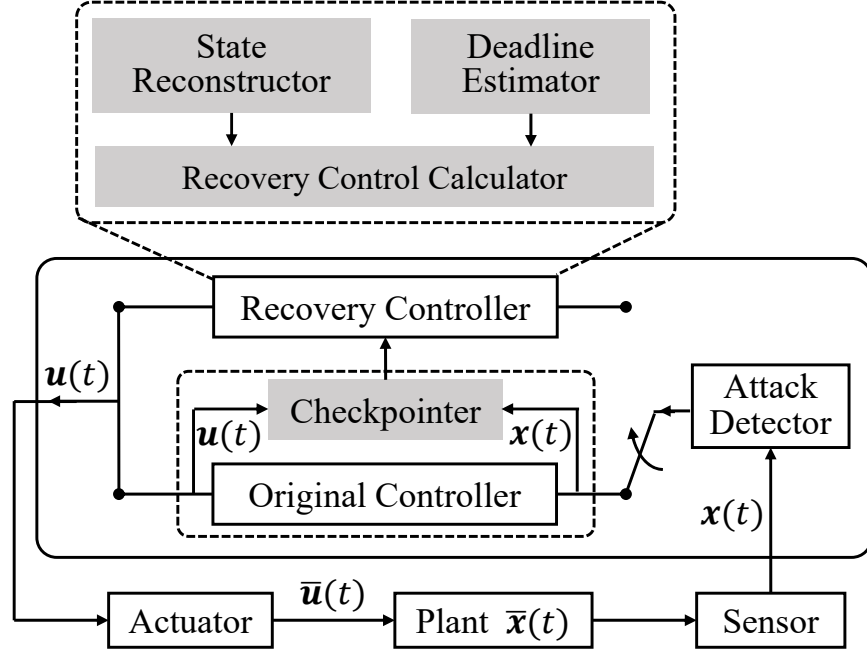 State
Reconstructor
Deadline
Estimator
Recovery Control Calculator
Recovery Controller
u(t)
Attack
Detector
Checkpointer
u(t)
x(t)
Original Controller
x(t)
u̅(t)
Actuator
Plant x̅(t)
Sensor